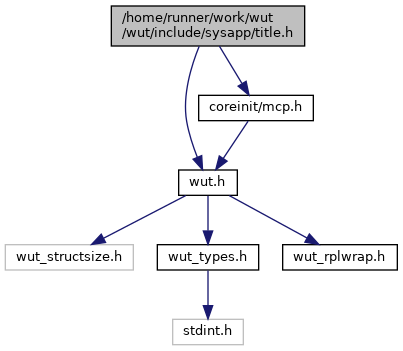 /home/runner/work/wut
/wut/include/sysapp/title.h
coreinit/mcp.h
wut.h
wut_structsize.h
wut_types.h
wut_rplwrap.h
stdint.h